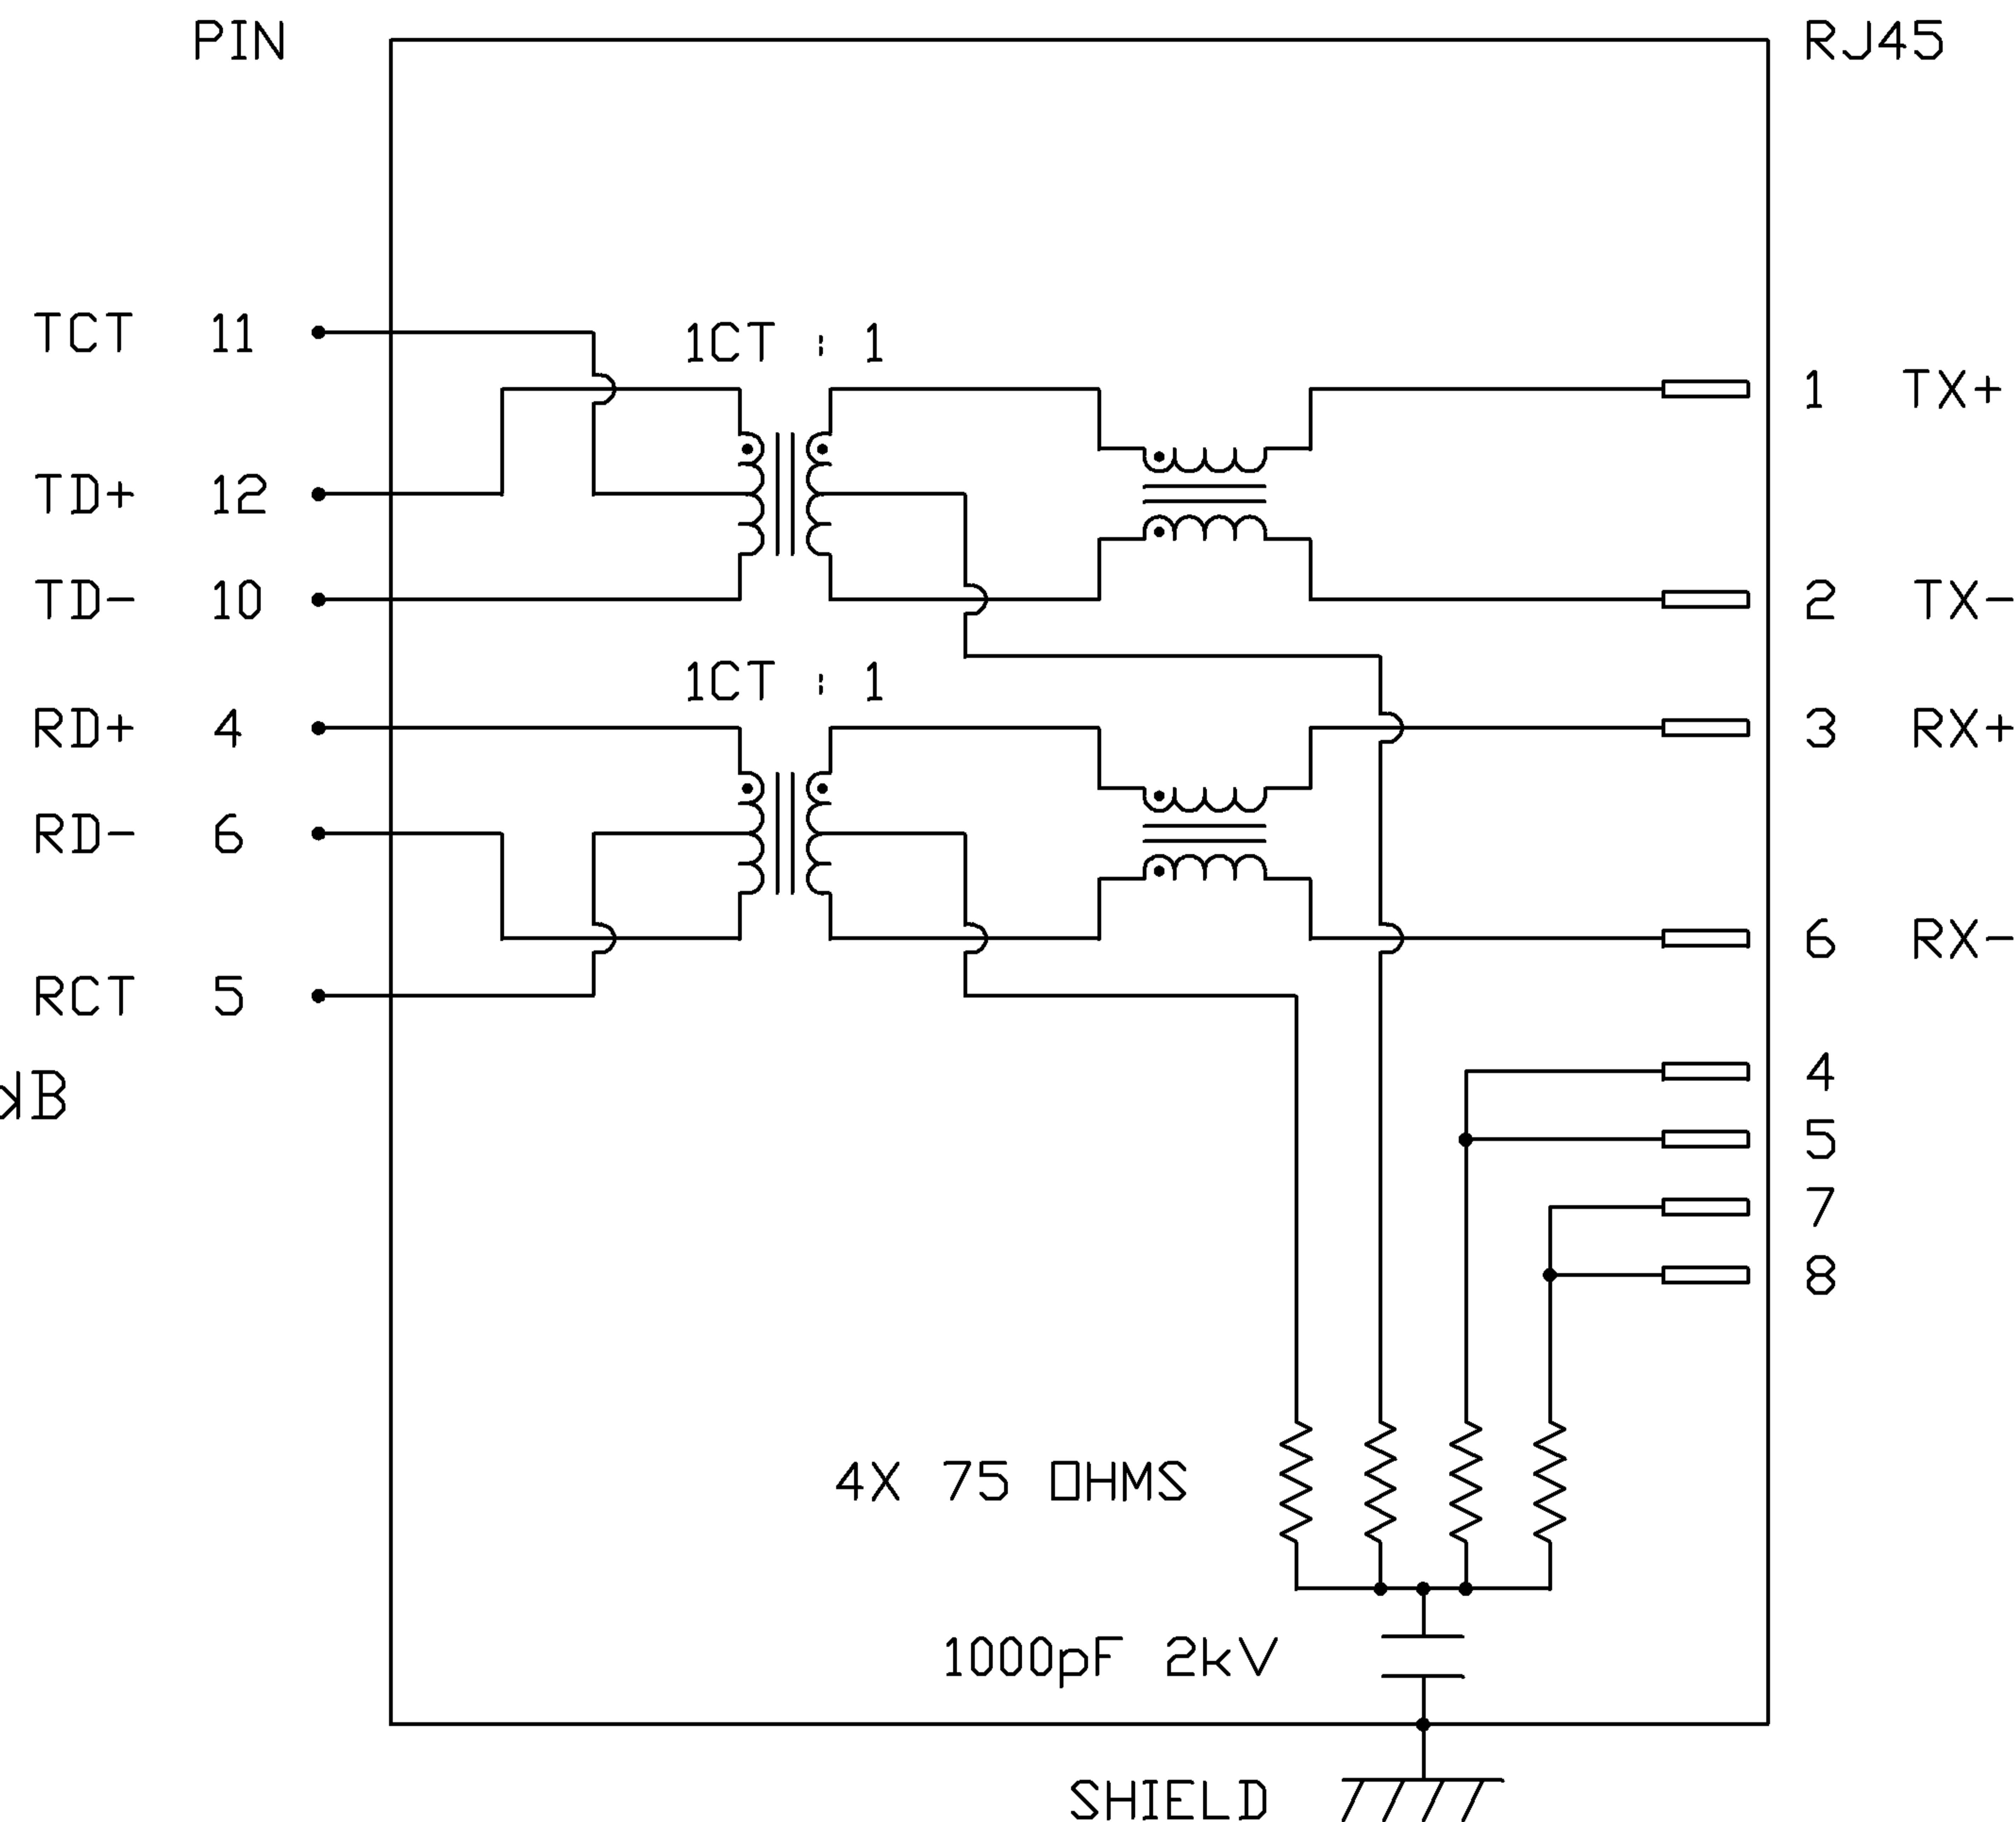 PIN RJ45
TCT 11
1CT : 1
1 TX+
TD+ 12
TD- 10
2 TX-
1CT : 1
RD+ 4
3 RX+
RD- 6
6 RX-
RCT 5
4
5
7
8
4X 75 OHMS
1000pF 2kV
SHIELD